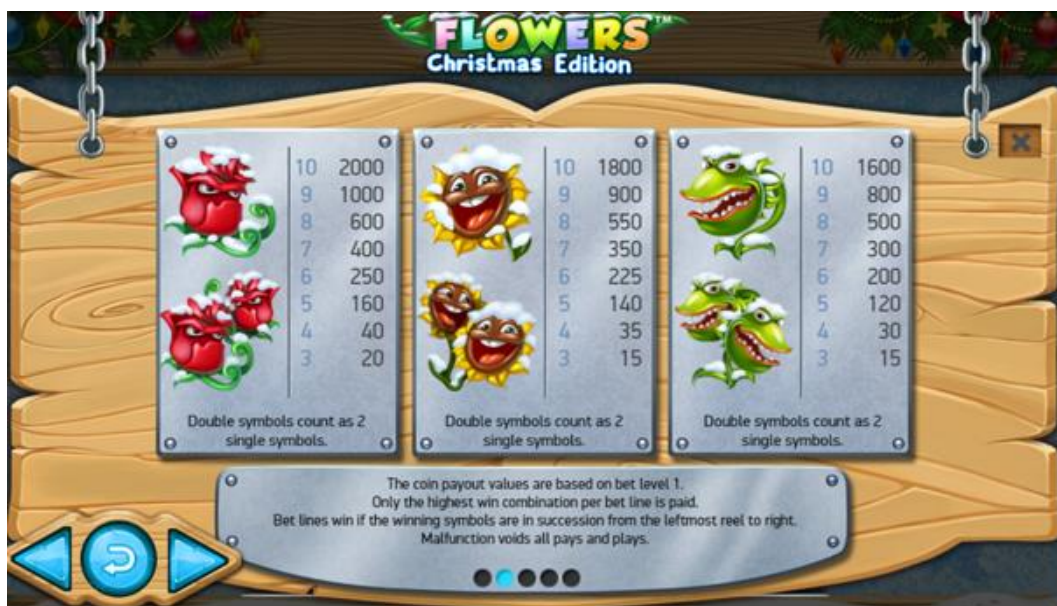 FLOWERS™
Christmas Edition
10 2000
9 1000
8 600
7 400
6 250
5 160
4 40
3 20
Double symbols count as 2
single symbols.
10 1800
9 900
8 550
7 350
6 225
5 140
4 35
3 15
Double symbols count as 2
single symbols.
10 1600
9 800
8 500
7 300
6 200
5 120
4 30
3 15
Double symbols count as 2
single symbols.
The coin payout values are based on bet level 1.
Only the highest win combination per bet line is paid.
Bet lines win if the winning symbols are in succession from the leftmost reel to right.
Malfunction voids all pays and plays.